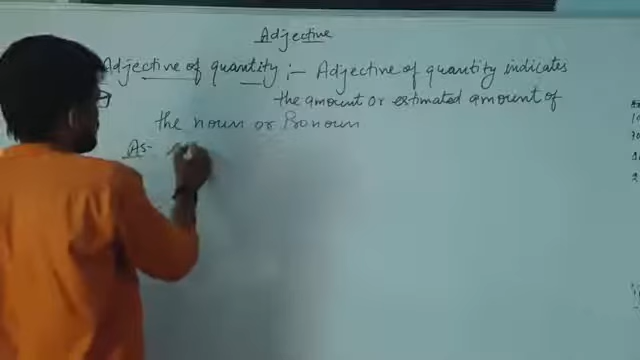 Adjective
Adjective of quantity :- Adjective of quantity indicates
the amount or estimated amount of
the noun or Pronoun
As-